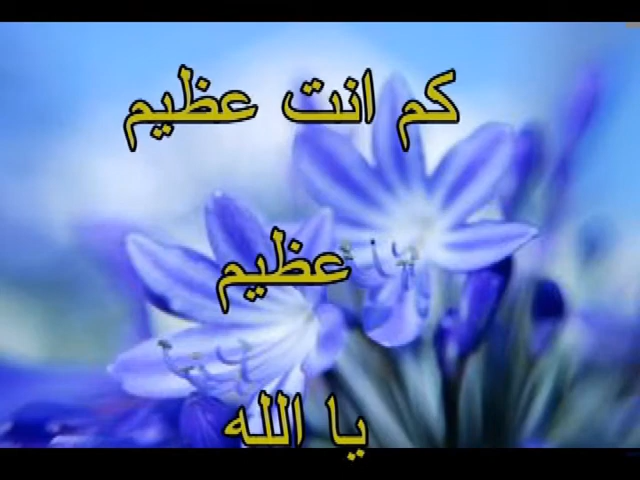 كم انت عظيم
عظيم
يا الله